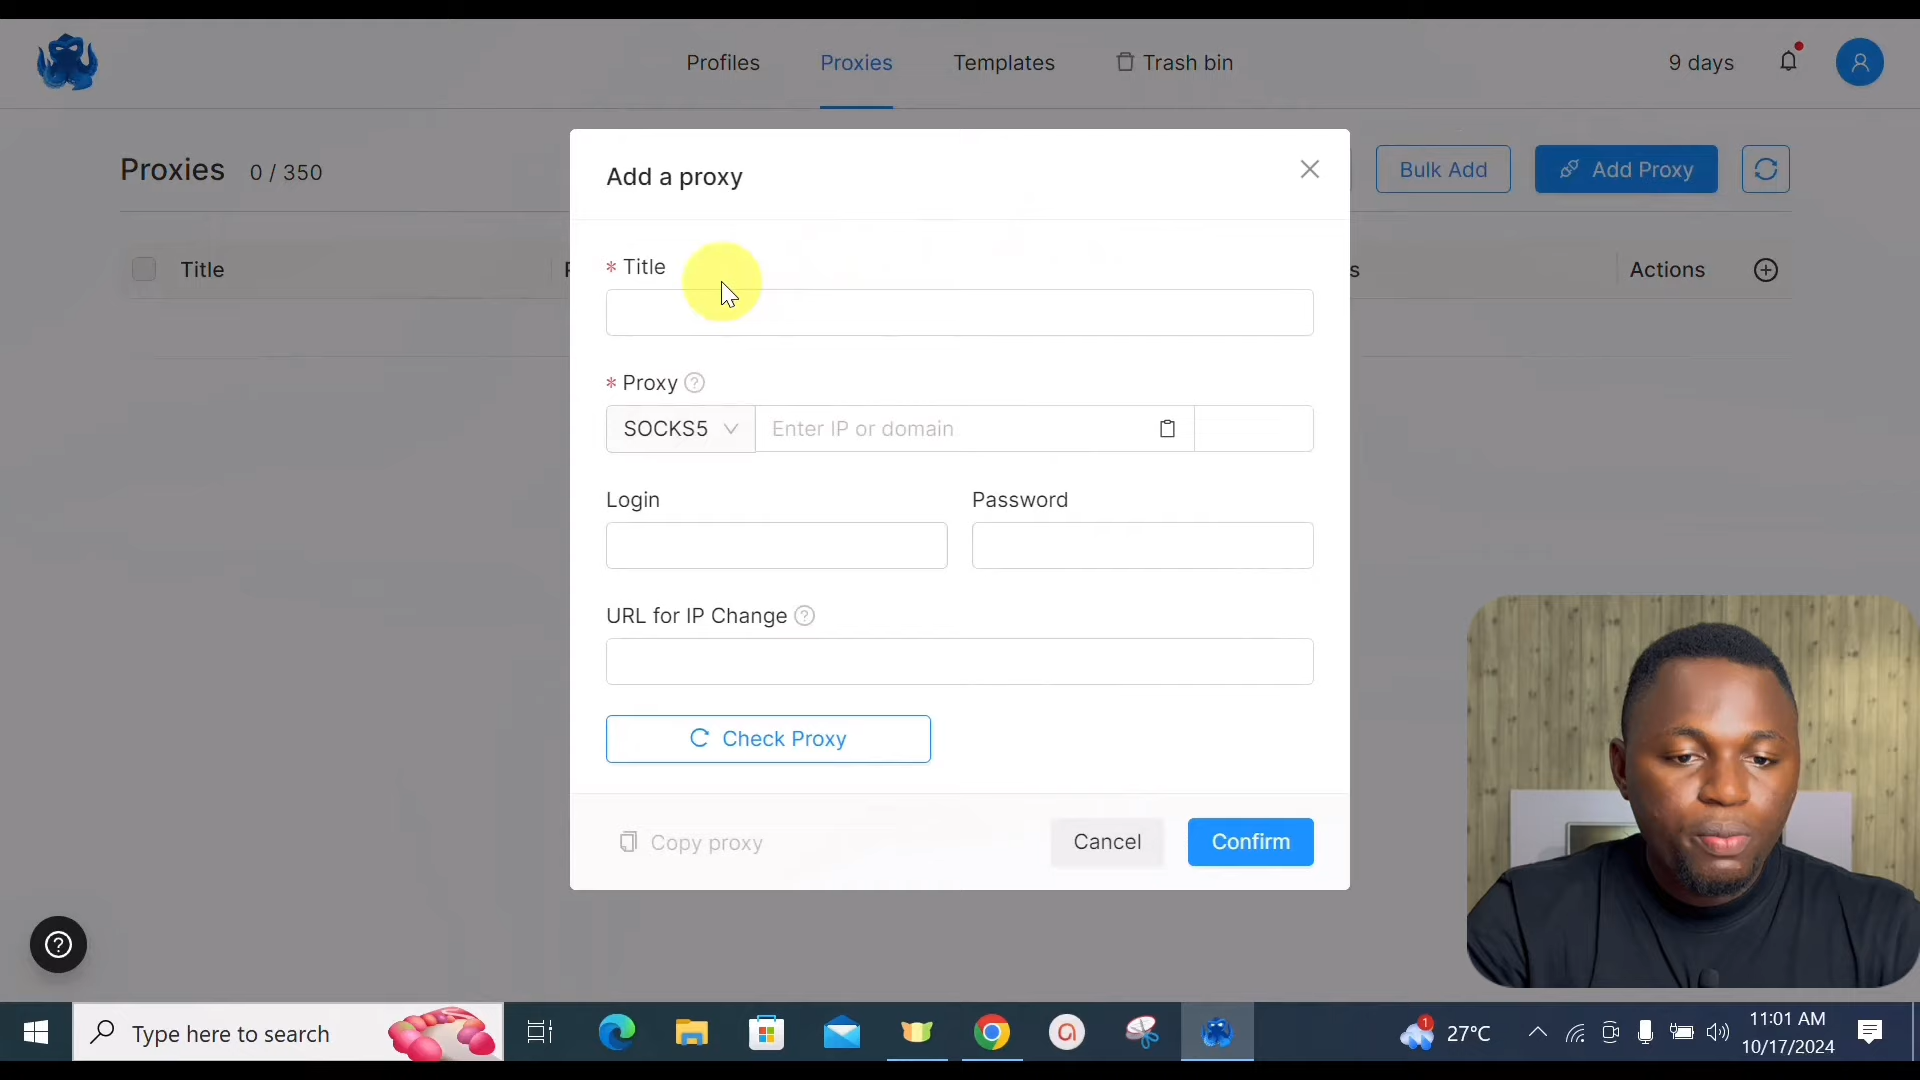 Profiles
Proxies
Templates
Trash bin
9 days
Proxies 0 / 350
Bulk Add
Add Proxy
Title
Actions
Add a proxy
* Title
* Proxy ?
SOCKS5
Enter IP or domain
Login
Password
URL for IP Change ?
Check Proxy
Copy proxy
Cancel
Confirm
?
Type here to search
1
27°C
11:01 AM
10/17/2024